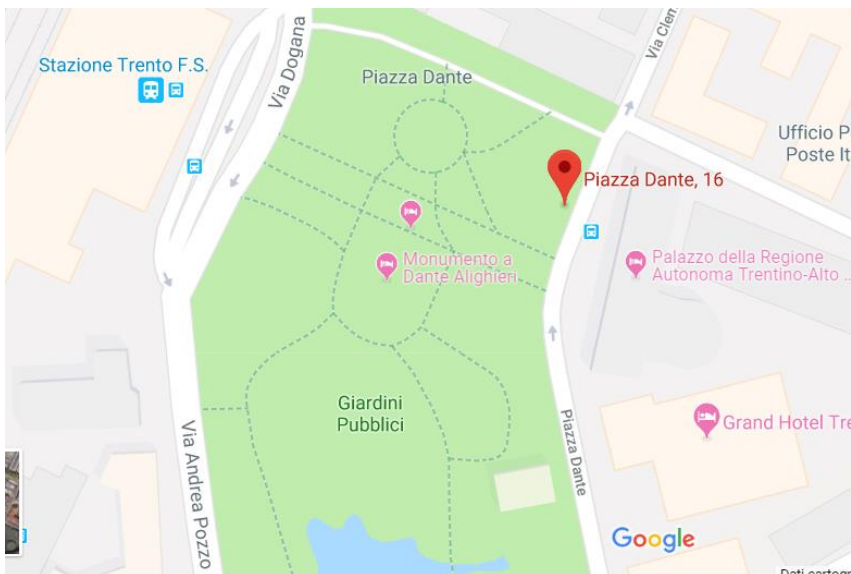 Stazione Trento F.S.
Via Dogana
Piazza Dante
Via Clem
Ufficio P
Poste It
Piazza Dante, 16
Monumento a
Dante Alighieri
Palazzo della Regione
Autonoma Trentino-Alto ...
Giardini
Pubblici
Piazza Dante
Grand Hotel Tre
Via Andrea Pozzo
Google